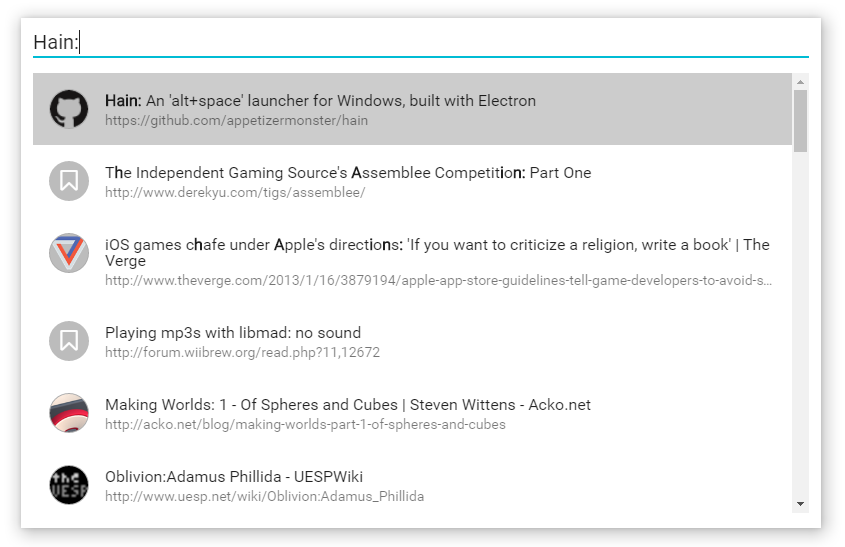 Hain:
Hain: An 'alt+space' launcher for Windows, built with Electron
https://github.com/appetizermonster/hain
The Independent Gaming Source's Assemblee Competition: Part One
http://www.derekyu.com/tigs/assemblee/
iOS games chafe under Apple's directions: 'If you want to criticize a religion, write a book' | The
Verge
http://www.theverge.com/2013/1/16/3879194/apple-app-store-guidelines-tell-game-developers-to-avoid-s...
Playing mp3s with libmad: no sound
http://forum.wiibrew.org/read.php?11,12672
Making Worlds: 1 - Of Spheres and Cubes | Steven Wittens - Acko.net
http://acko.net/blog/making-worlds-part-1-of-spheres-and-cubes
the
UESP
Oblivion:Adamus Phillida - UESPWiki
http://www.uesp.net/wiki/Oblivion:Adamus_Phillida